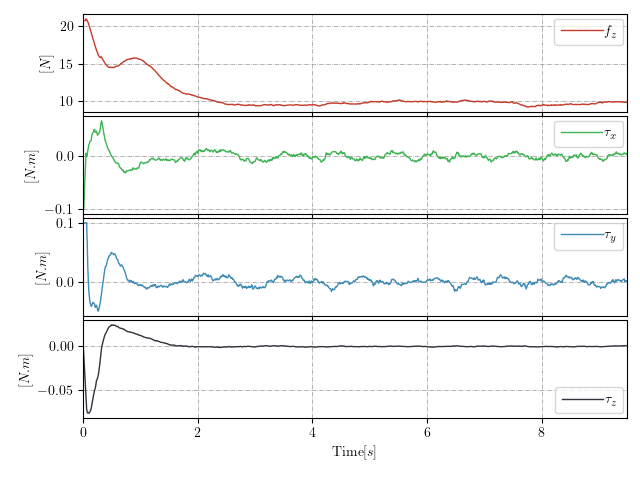 20
15
10
[N]
f_z
0.0
−0.1
[N.m]
τ_x
0.1
0.0
[N.m]
τ_y
0.00
−0.05
[N.m]
τ_z
0 2 4 6 8
Time[s]